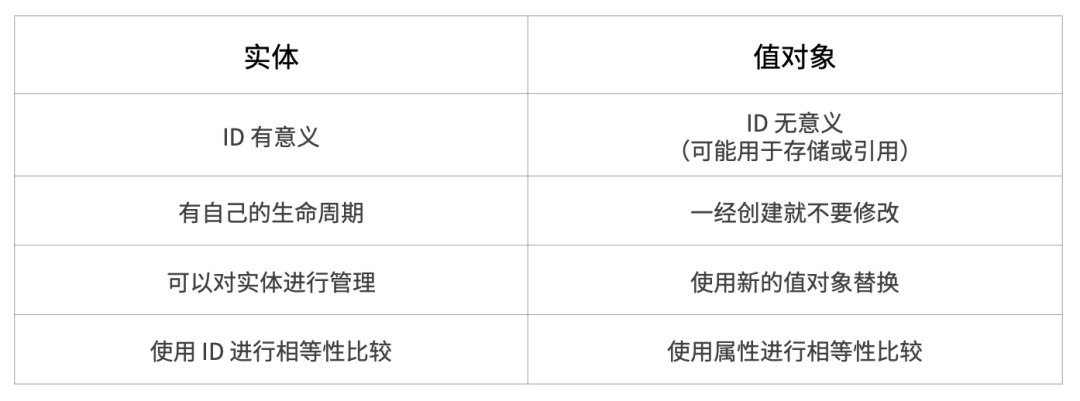 实体
值对象
ID 有意义
ID 无意义
（可能用于存储或引用）
有自己的生命周期
一经创建就不要修改
可以对实体进行管理
使用新的值对象替换
使用 ID 进行相等性比较
使用属性进行相等性比较